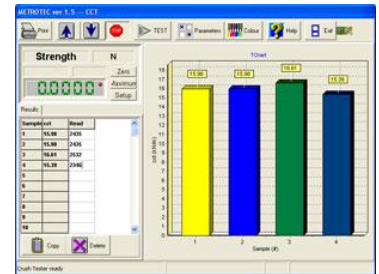 METROTEC ver 1.5 --- CCT
Print STOP TEST Parameters Colour Help Exit
Strength N
0.0000
Zero
Maximum
Setup
Results
Sample cct Read
1 15.98 2435
2 15.98 2435
3 16.61 2532
4 15.39 2346
5
6
7
8
9
10
Copy Delete
TChart
18
17
16
15
14
13
12
11
10
9
8
7
6
5
4
3
2
1
0
15.98
15.98
16.61
15.39
1 2 3 4
Sample (#)
Crush Tester ready